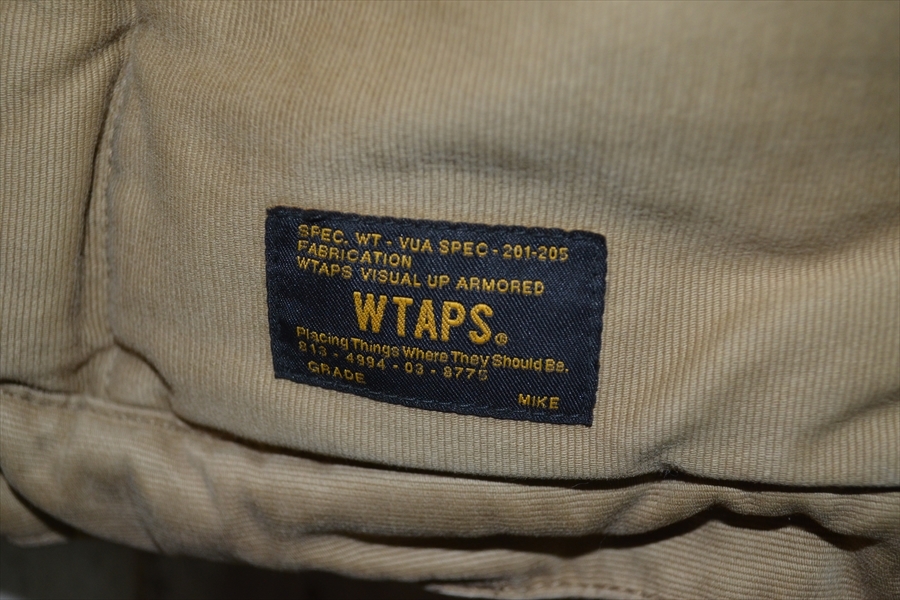 SPEC. WT - VUA SPEC - 201-205
FABRICATION
WTAPS VISUAL UP ARMORED
WTAPS®
Placing Things Where They Should Be.
813 - 4994 - 03 - 8775
GRADE
MIKE